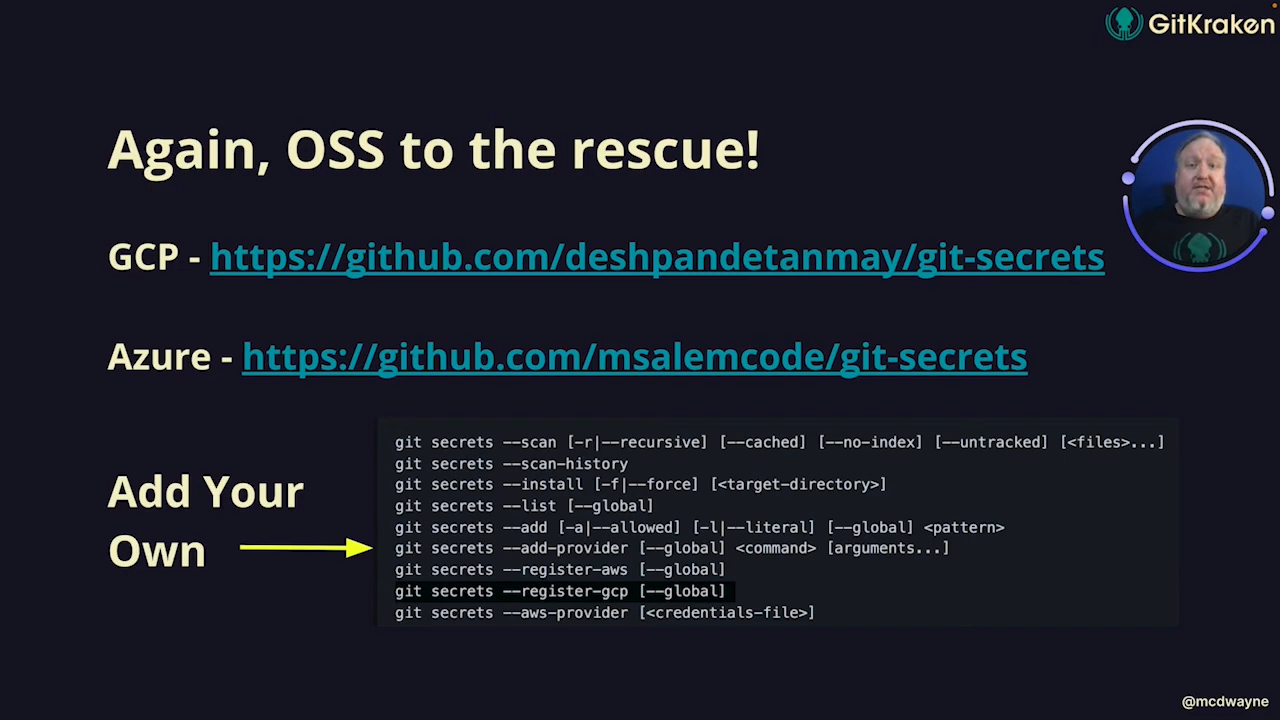 GitKraken
Again, OSS to the rescue!
GCP - https://github.com/deshpandetanmay/git-secrets
Azure - https://github.com/msalemcode/git-secrets
Add Your
Own
git secrets --scan [-r|--recursive] [--cached] [--no-index] [--untracked] [<files>...]
git secrets --scan-history
git secrets --install [-f|--force] [<target-directory>]
git secrets --list [--global]
git secrets --add [-a|--allowed] [-l|--literal] [--global] <pattern>
git secrets --add-provider [--global] <command> [arguments...]
git secrets --register-aws [--global]
git secrets --register-gcp [--global]
git secrets --aws-provider [<credentials-file>]
@mcdwayne